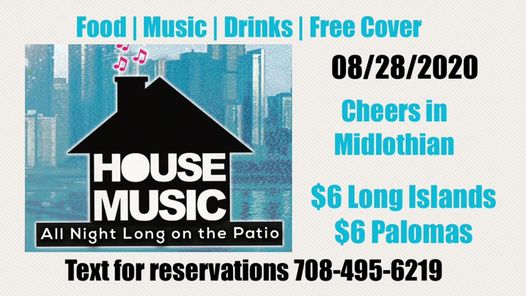 Food | Music | Drinks | Free Cover
08/28/2020
HOUSE
MUSIC
All Night Long on the Patio
Cheers in
Midlothian
$6 Long Islands
$6 Palomas
Text for reservations 708-495-6219